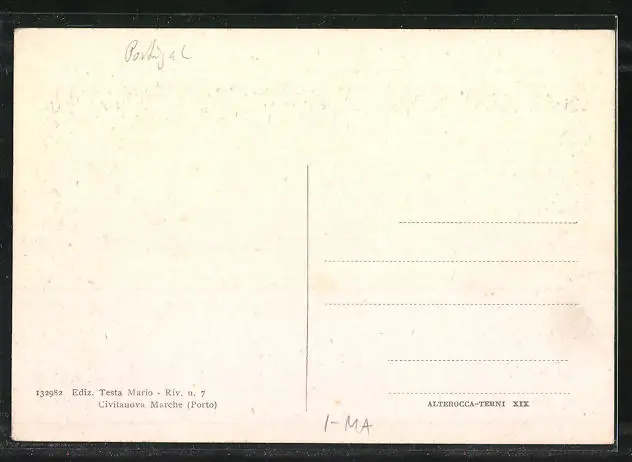 Portugal
132982 Ediz. Testa Mario - Riv. n. 7
Civitanova Marche (Porto)
ALTEROCCA-TERNI XIX
I-MA